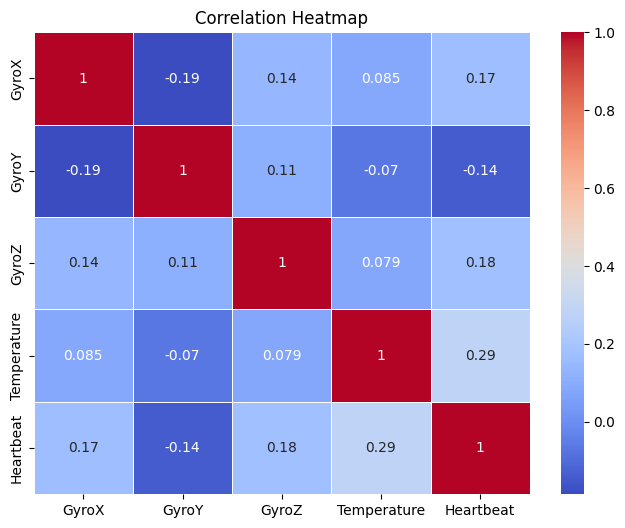 Correlation Heatmap
GyroX 1 -0.19 0.14 0.085 0.17
GyroY -0.19 1 0.11 -0.07 -0.14
GyroZ 0.14 0.11 1 0.079 0.18
Temperature 0.085 -0.07 0.079 1 0.29
Heartbeat 0.17 -0.14 0.18 0.29 1
GyroX GyroY GyroZ Temperature Heartbeat
1.0
0.8
0.6
0.4
0.2
0.0